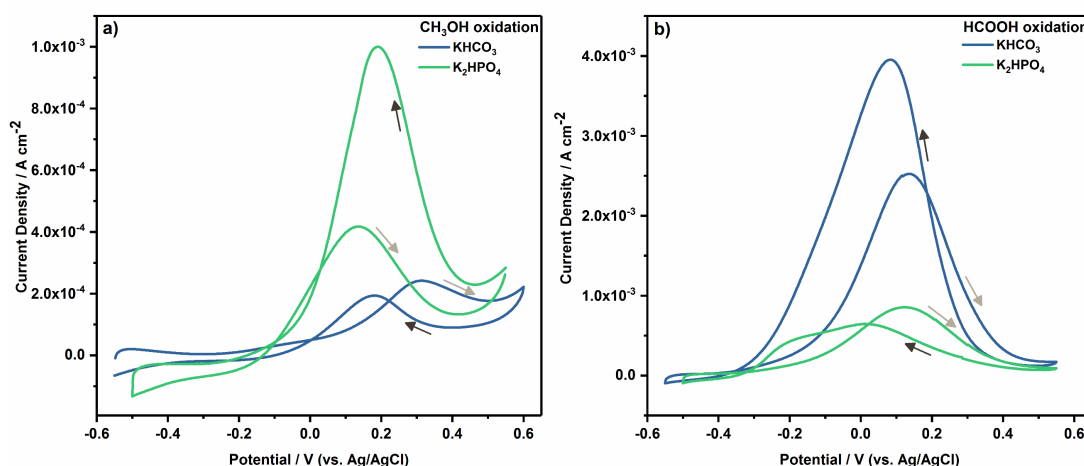 a)
CH₃OH oxidation
KHCO₃
K₂HPO₄
1.0x10⁻³
8.0x10⁻⁴
6.0x10⁻⁴
4.0x10⁻⁴
2.0x10⁻⁴
0.0
Current Density / A cm⁻²
-0.6 -0.4 -0.2 0.0 0.2 0.4 0.6
Potential / V (vs. Ag/AgCl)
b)
HCOOH oxidation
KHCO₃
K₂HPO₄
4.0x10⁻³
3.0x10⁻³
2.0x10⁻³
1.0x10⁻³
0.0
Current Density / A cm⁻²
-0.6 -0.4 -0.2 0.0 0.2 0.4 0.6
Potential / V (vs. Ag/AgCl)